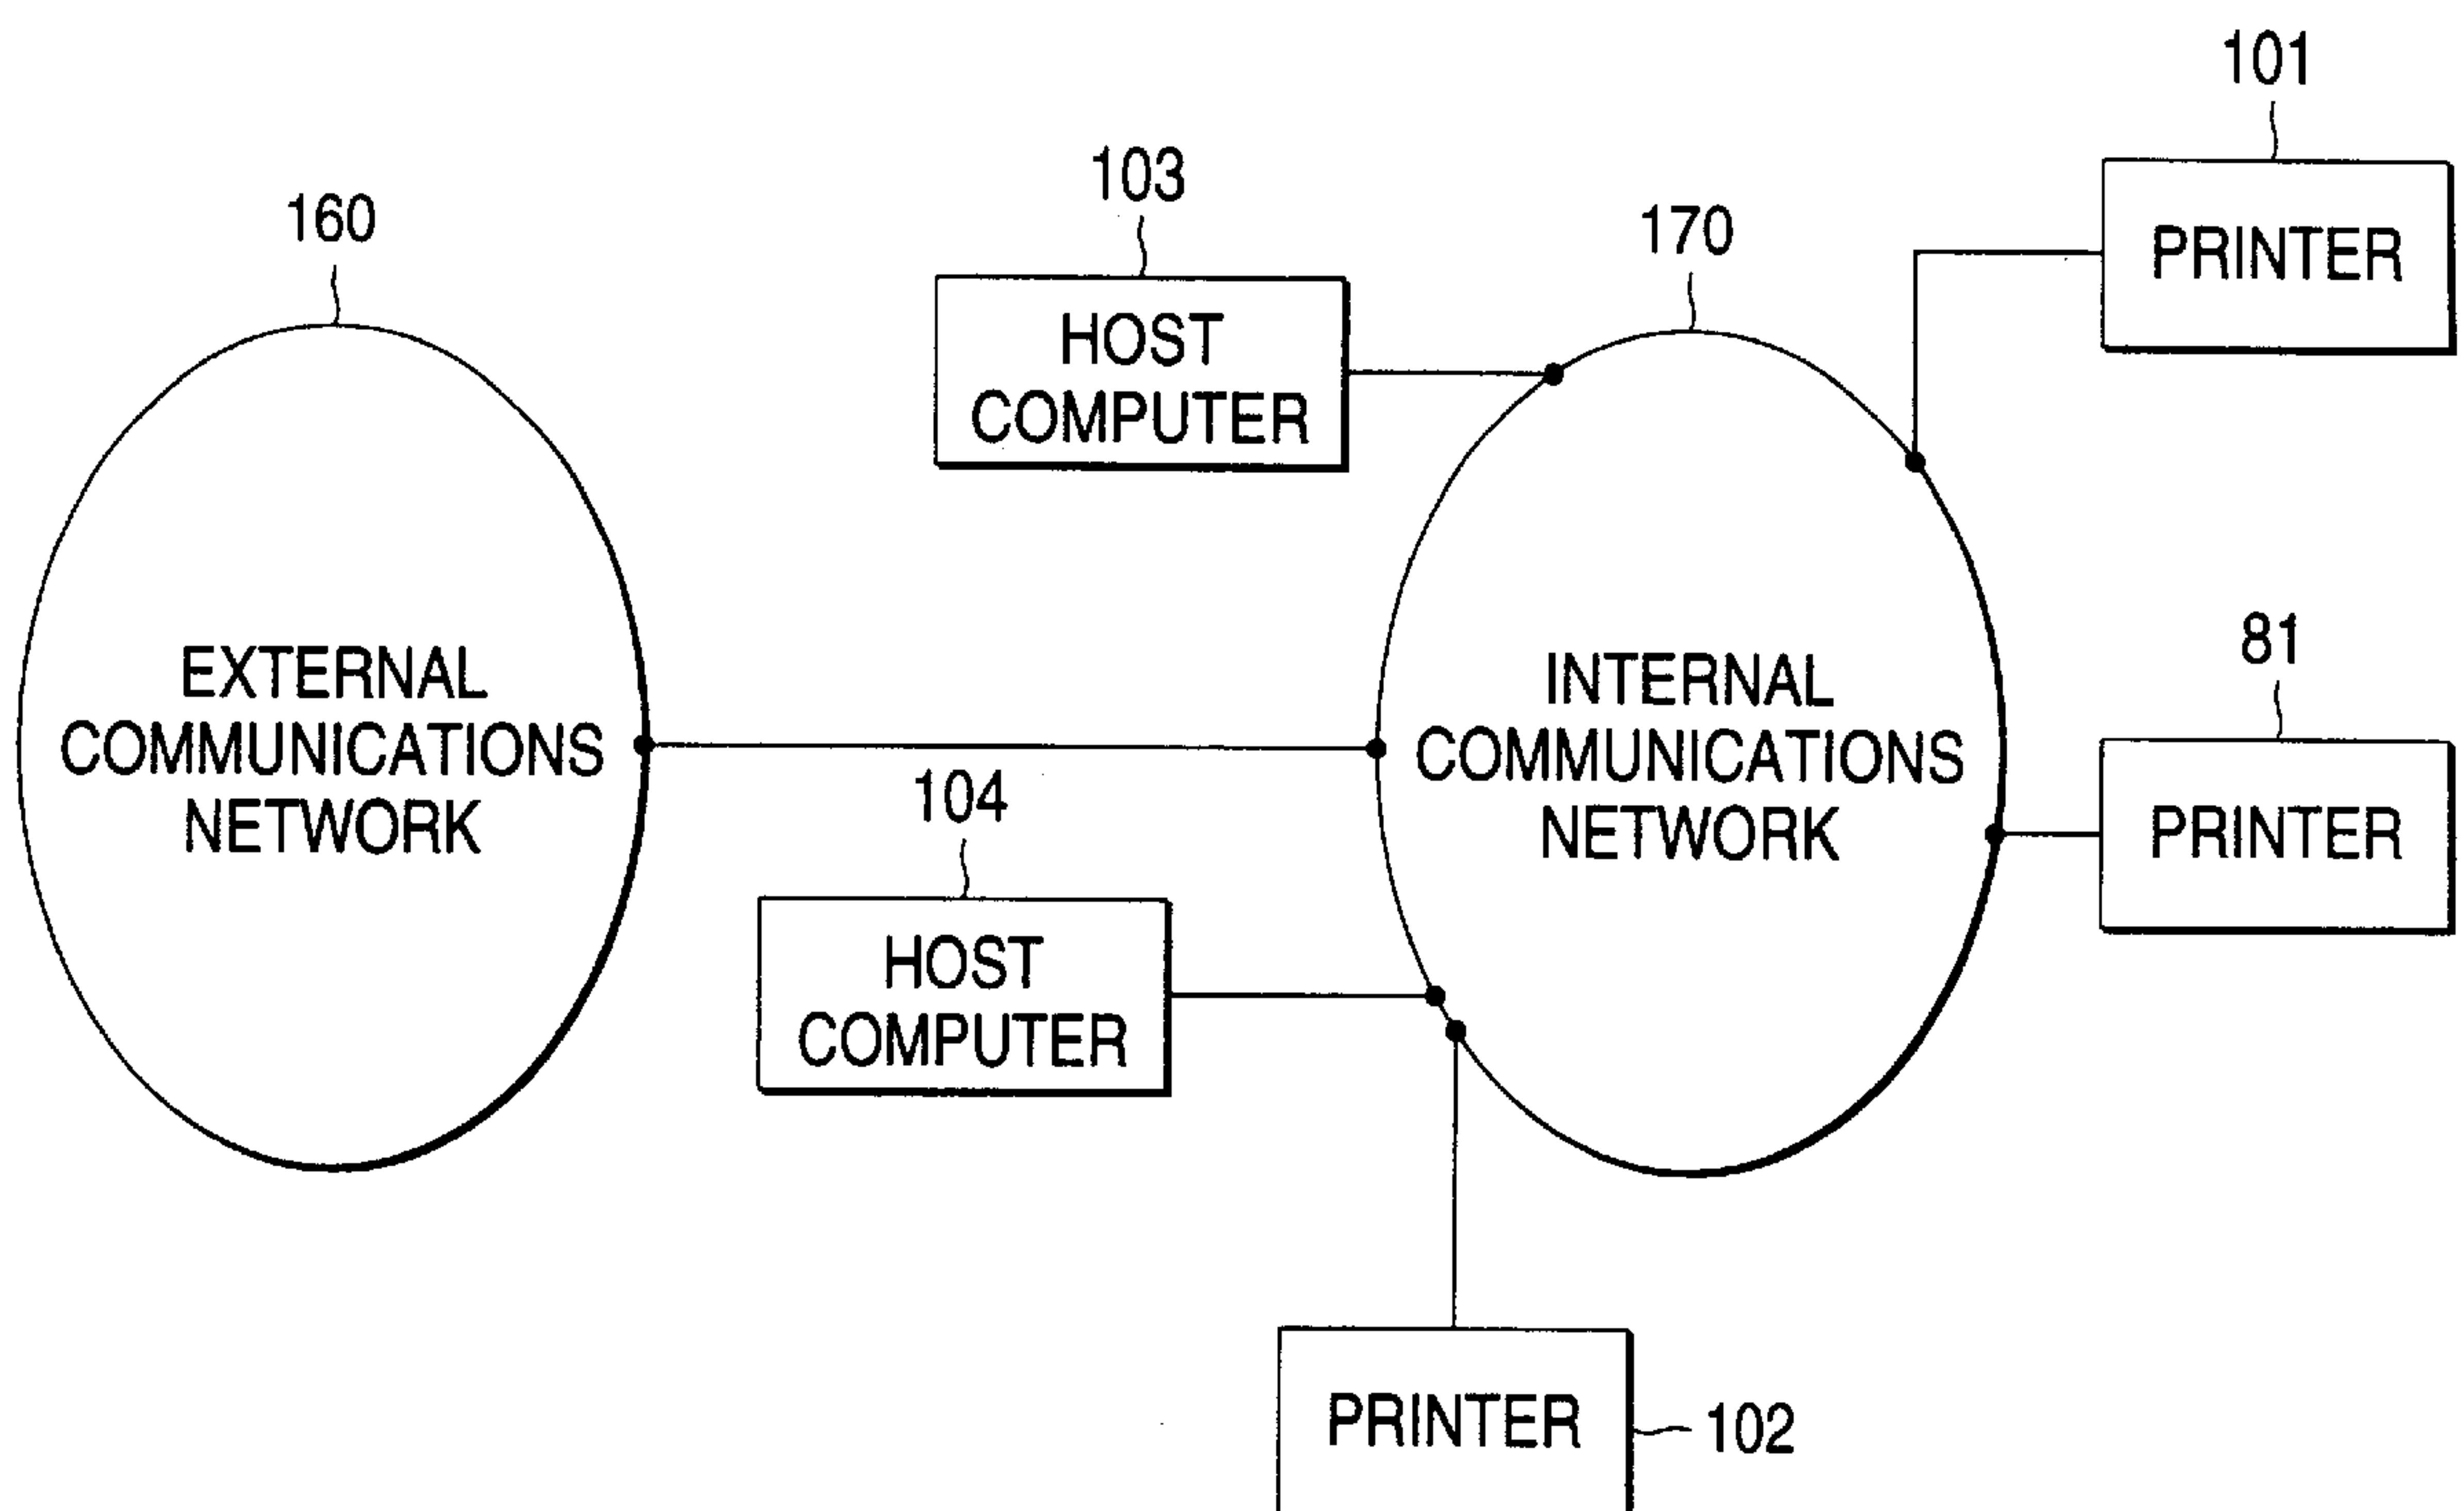 101
PRINTER
103
HOST
COMPUTER
160
170
EXTERNAL
COMMUNICATIONS
NETWORK
INTERNAL
COMMUNICATIONS
NETWORK
81
PRINTER
104
HOST
COMPUTER
PRINTER
102